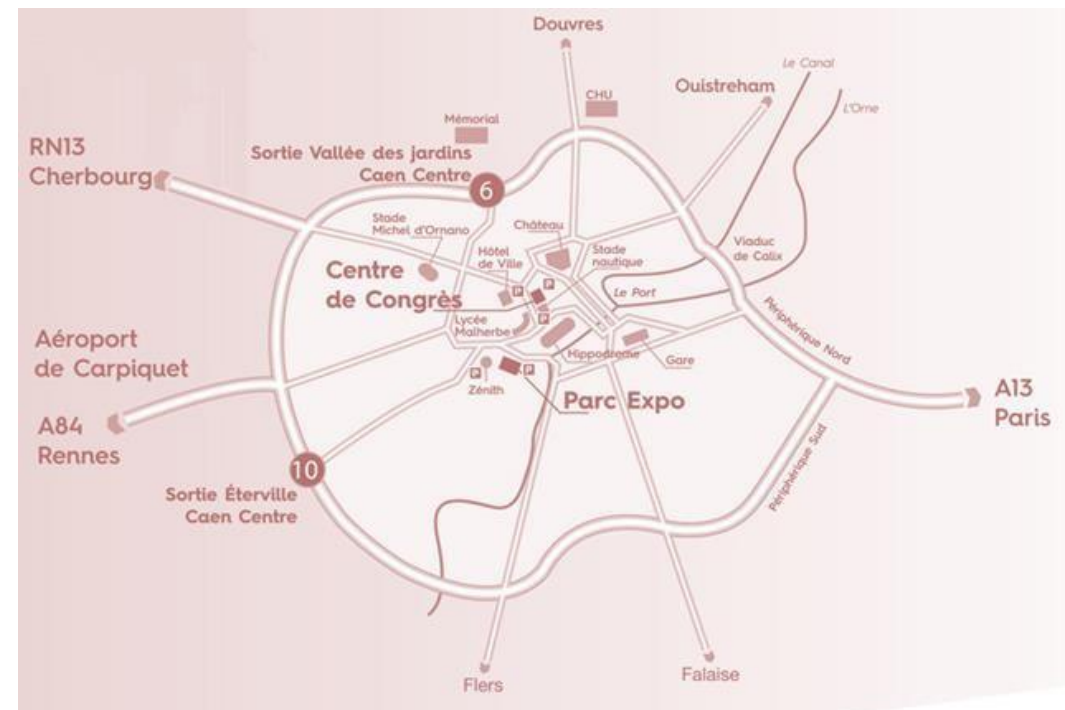 Douvres
Le Canal
Ouistreham
CHU
L'Orne
Mémorial
RN13
Cherbourg
Sortie Vallée des jardins
Caen Centre
6
Stade
Michel d'Ornano
Château
Hôtel
de Ville
Stade
nautique
Viaduc
de Calix
Centre
de Congrès
P
P
Le Port
Lycée
Malherbe
P
Périphérique Nord
Aéroport
de Carpiquet
Hippodrome
Gare
P
P
Zénith
Parc Expo
A13
Paris
A84
Rennes
10
Périphérique Sud
Sortie Éterville
Caen Centre
Flers
Falaise